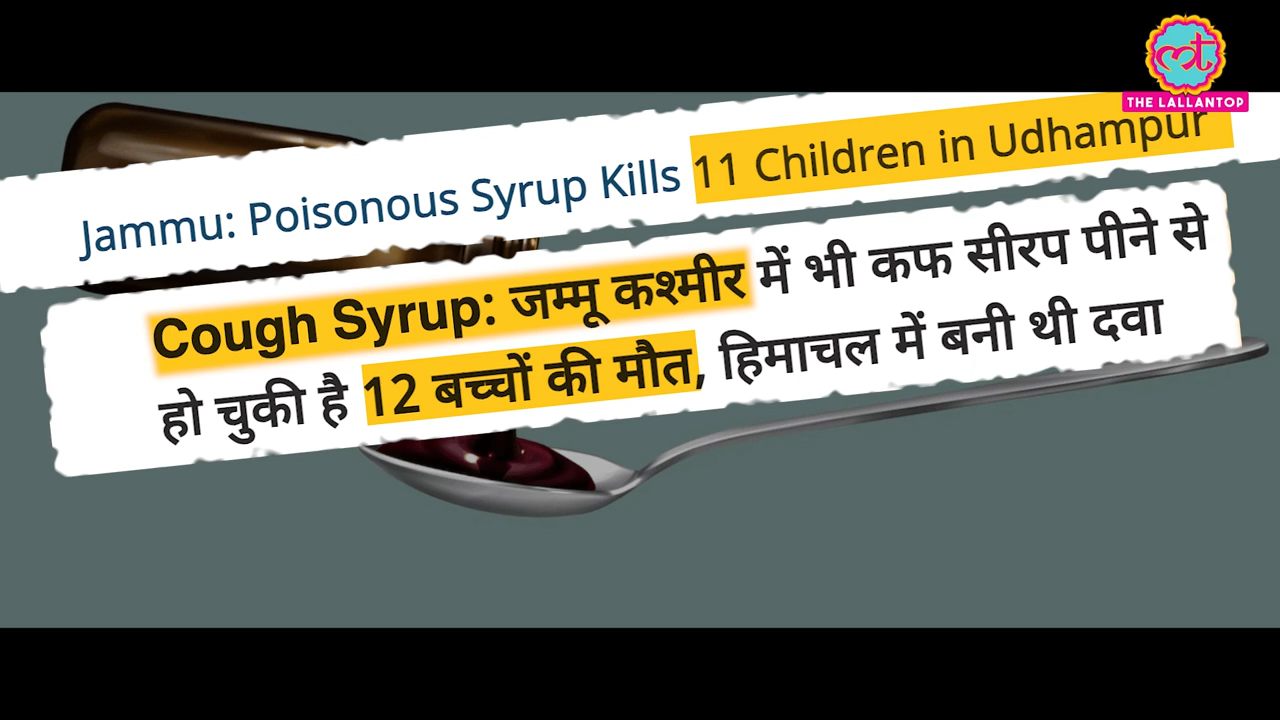 THE LALLANTOP
Jammu: Poisonous Syrup Kills 11 Children in Udhampur
Cough Syrup: जम्मू कश्मीर में भी कफ सीरप पीने से
हो चुकी है 12 बच्चों की मौत, हिमाचल में बनी थी दवा